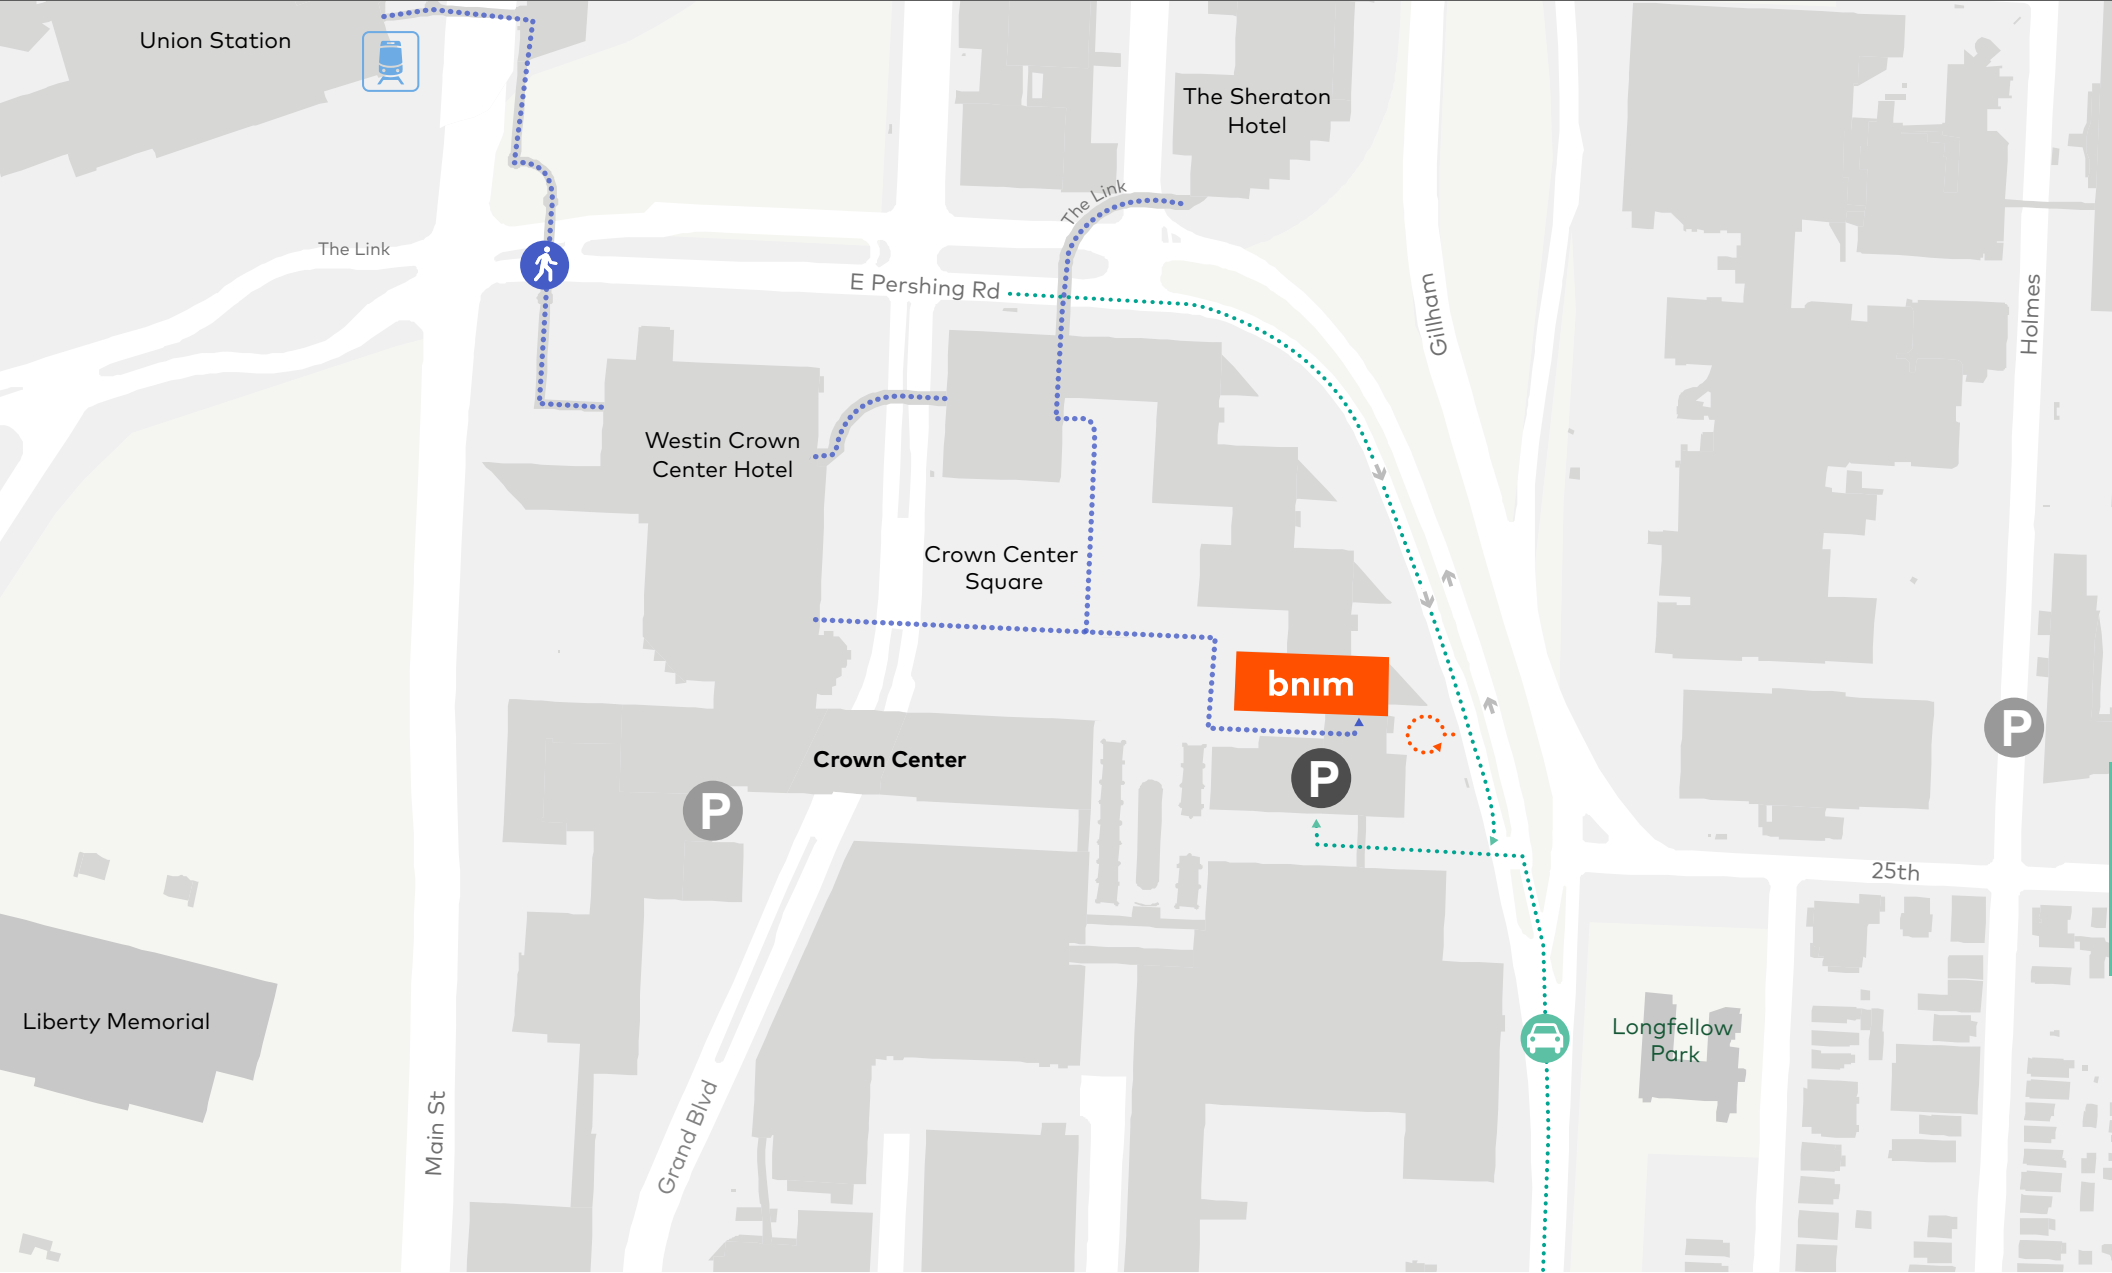 Union Station
The Sheraton
Hotel
The Link
The Link
E Pershing Rd
Gillham
Holmes
Westin Crown
Center Hotel
Crown Center
Square
bnim
P
Crown Center
P
P
25th
Liberty Memorial
Longfellow
Park
Main St
Grand Blvd